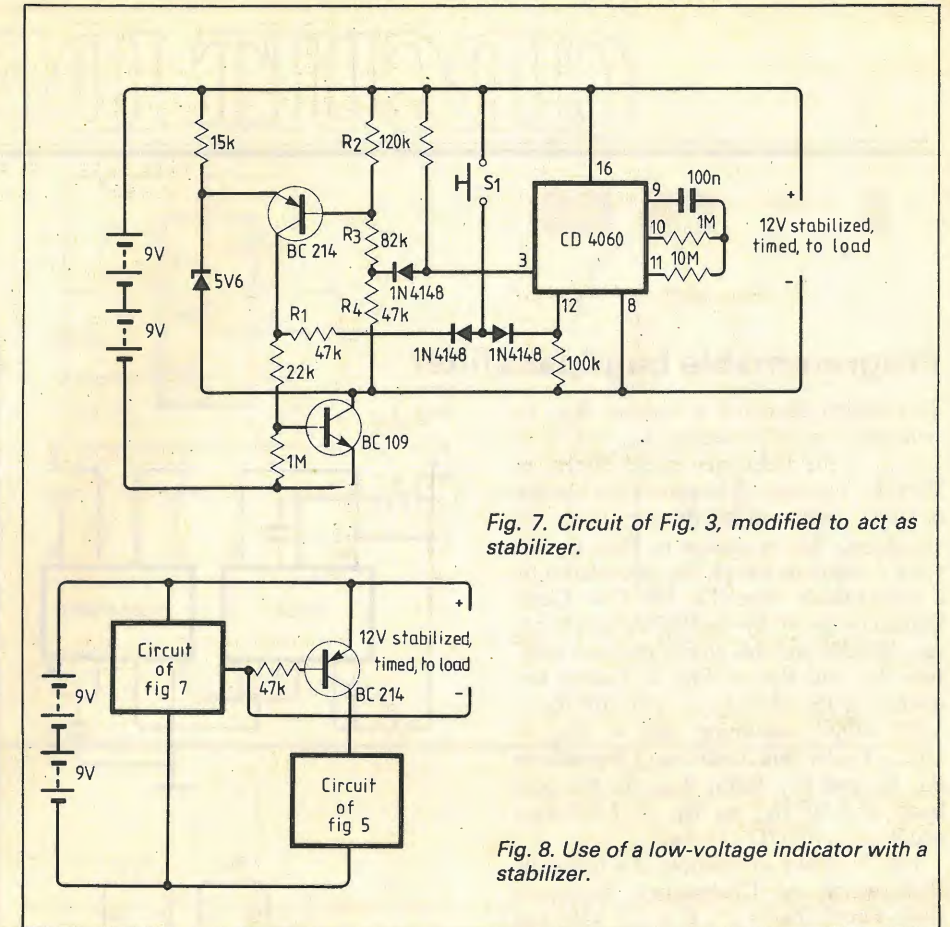 15k
R2
120k
S1
16
9
100n
+
BC 214
R3
82k
CD 4060
10
1M
12V stabilized,
timed, to load
9V
5V6
3
11
10M
1N4148
R4
47k
12
8
−
9V
R1
47k
1N4148
1N4148
100k
22k
BC 109
1M
Fig. 7. Circuit of Fig. 3, modified to act as
stabilizer.
+
Circuit
of
fig 7
12V stabilized,
timed, to load
47k
BC 214
−
9V
9V
Circuit
of
fig 5
Fig. 8. Use of a low-voltage indicator with a
stabilizer.